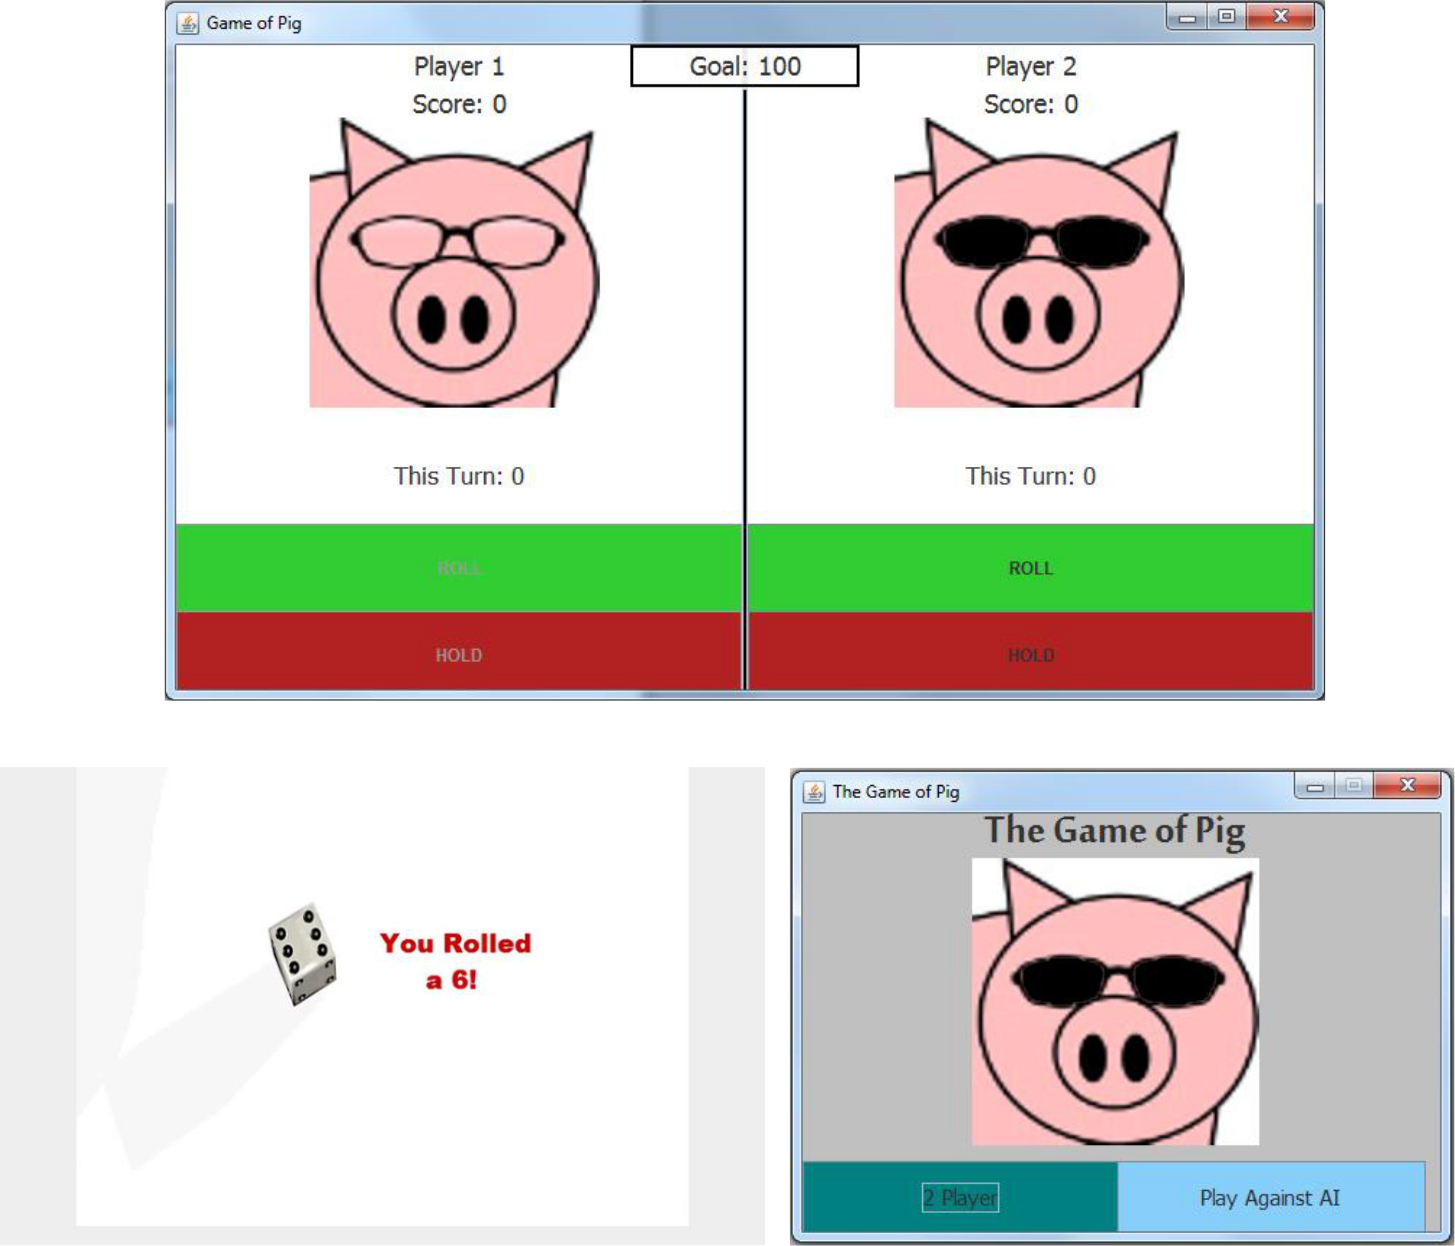 Game of Pig
Player 1
Goal: 100
Player 2
Score: 0
Score: 0
This Turn: 0
This Turn: 0
ROLL
ROLL
HOLD
HOLD
You Rolled
a 6!
The Game of Pig
The Game of Pig
2 Player
Play Against AI